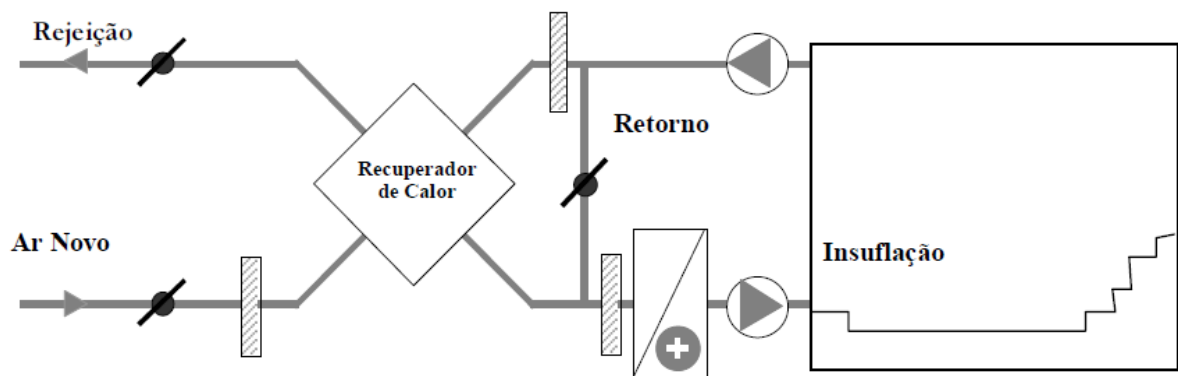 Rejeição
Retorno
Recuperador
de Calor
Ar Novo
Insuflação